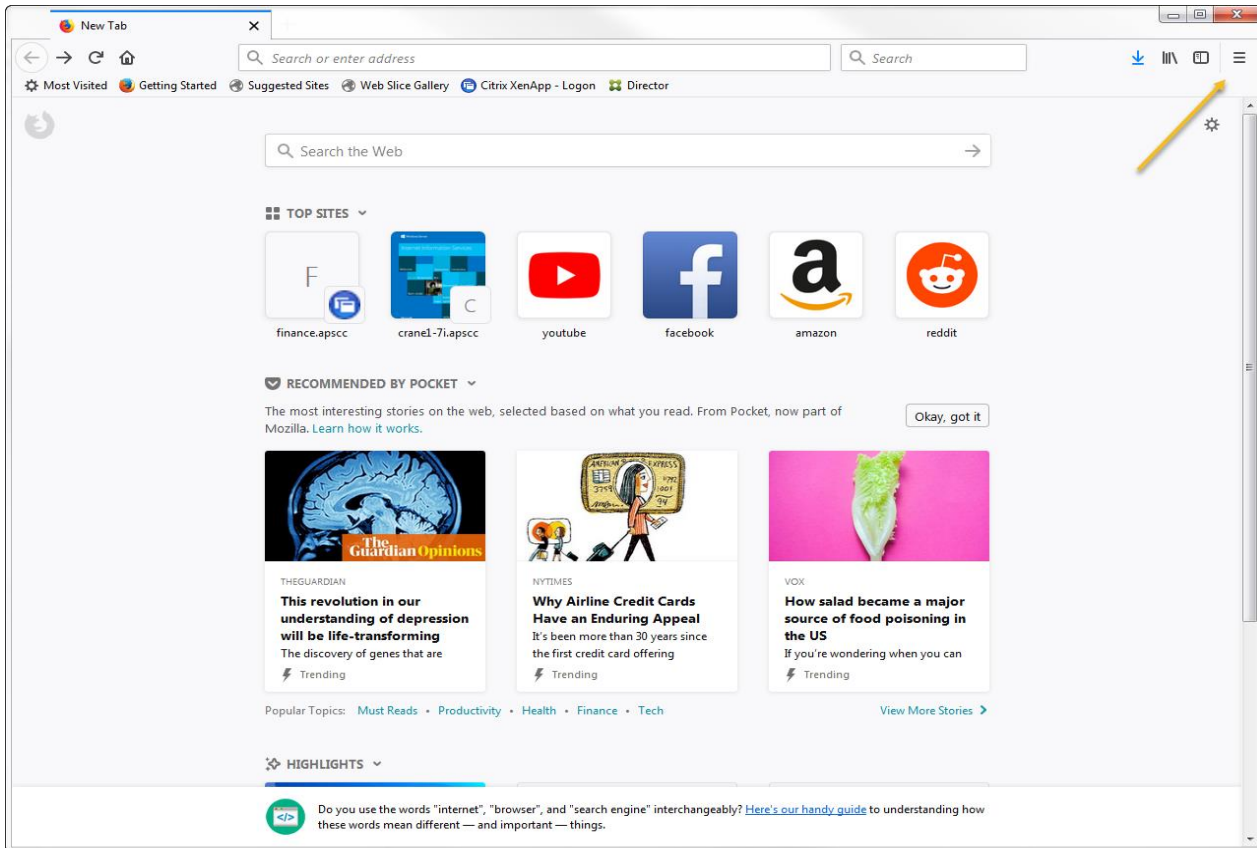 New Tab
Search or enter address
Search
Most Visited Getting Started Suggested Sites Web Slice Gallery Citrix XenApp - Logon Director
Search the Web
TOP SITES
F
C
a
finance.apscc crane1-7i.apscc youtube facebook amazon reddit
RECOMMENDED BY POCKET
The most interesting stories on the web, selected based on what you read. From Pocket, now part of
Mozilla. Learn how it works.
Okay, got it
The
Guardian Opinions
AMERICAN EXPRESS
THEGUARDIAN
This revolution in our
understanding of depression
will be life-transforming
The discovery of genes that are
Trending
NYTIMES
Why Airline Credit Cards
Have an Enduring Appeal
It's been more than 30 years since
the first credit card offering
Trending
VOX
How salad became a major
source of food poisoning in
the US
If you're wondering when you can
Trending
Popular Topics: Must Reads • Productivity • Health • Finance • Tech
View More Stories
HIGHLIGHTS
Do you use the words "internet", "browser", and "search engine" interchangeably? Here's our handy guide to understanding how
these words mean different — and important — things.